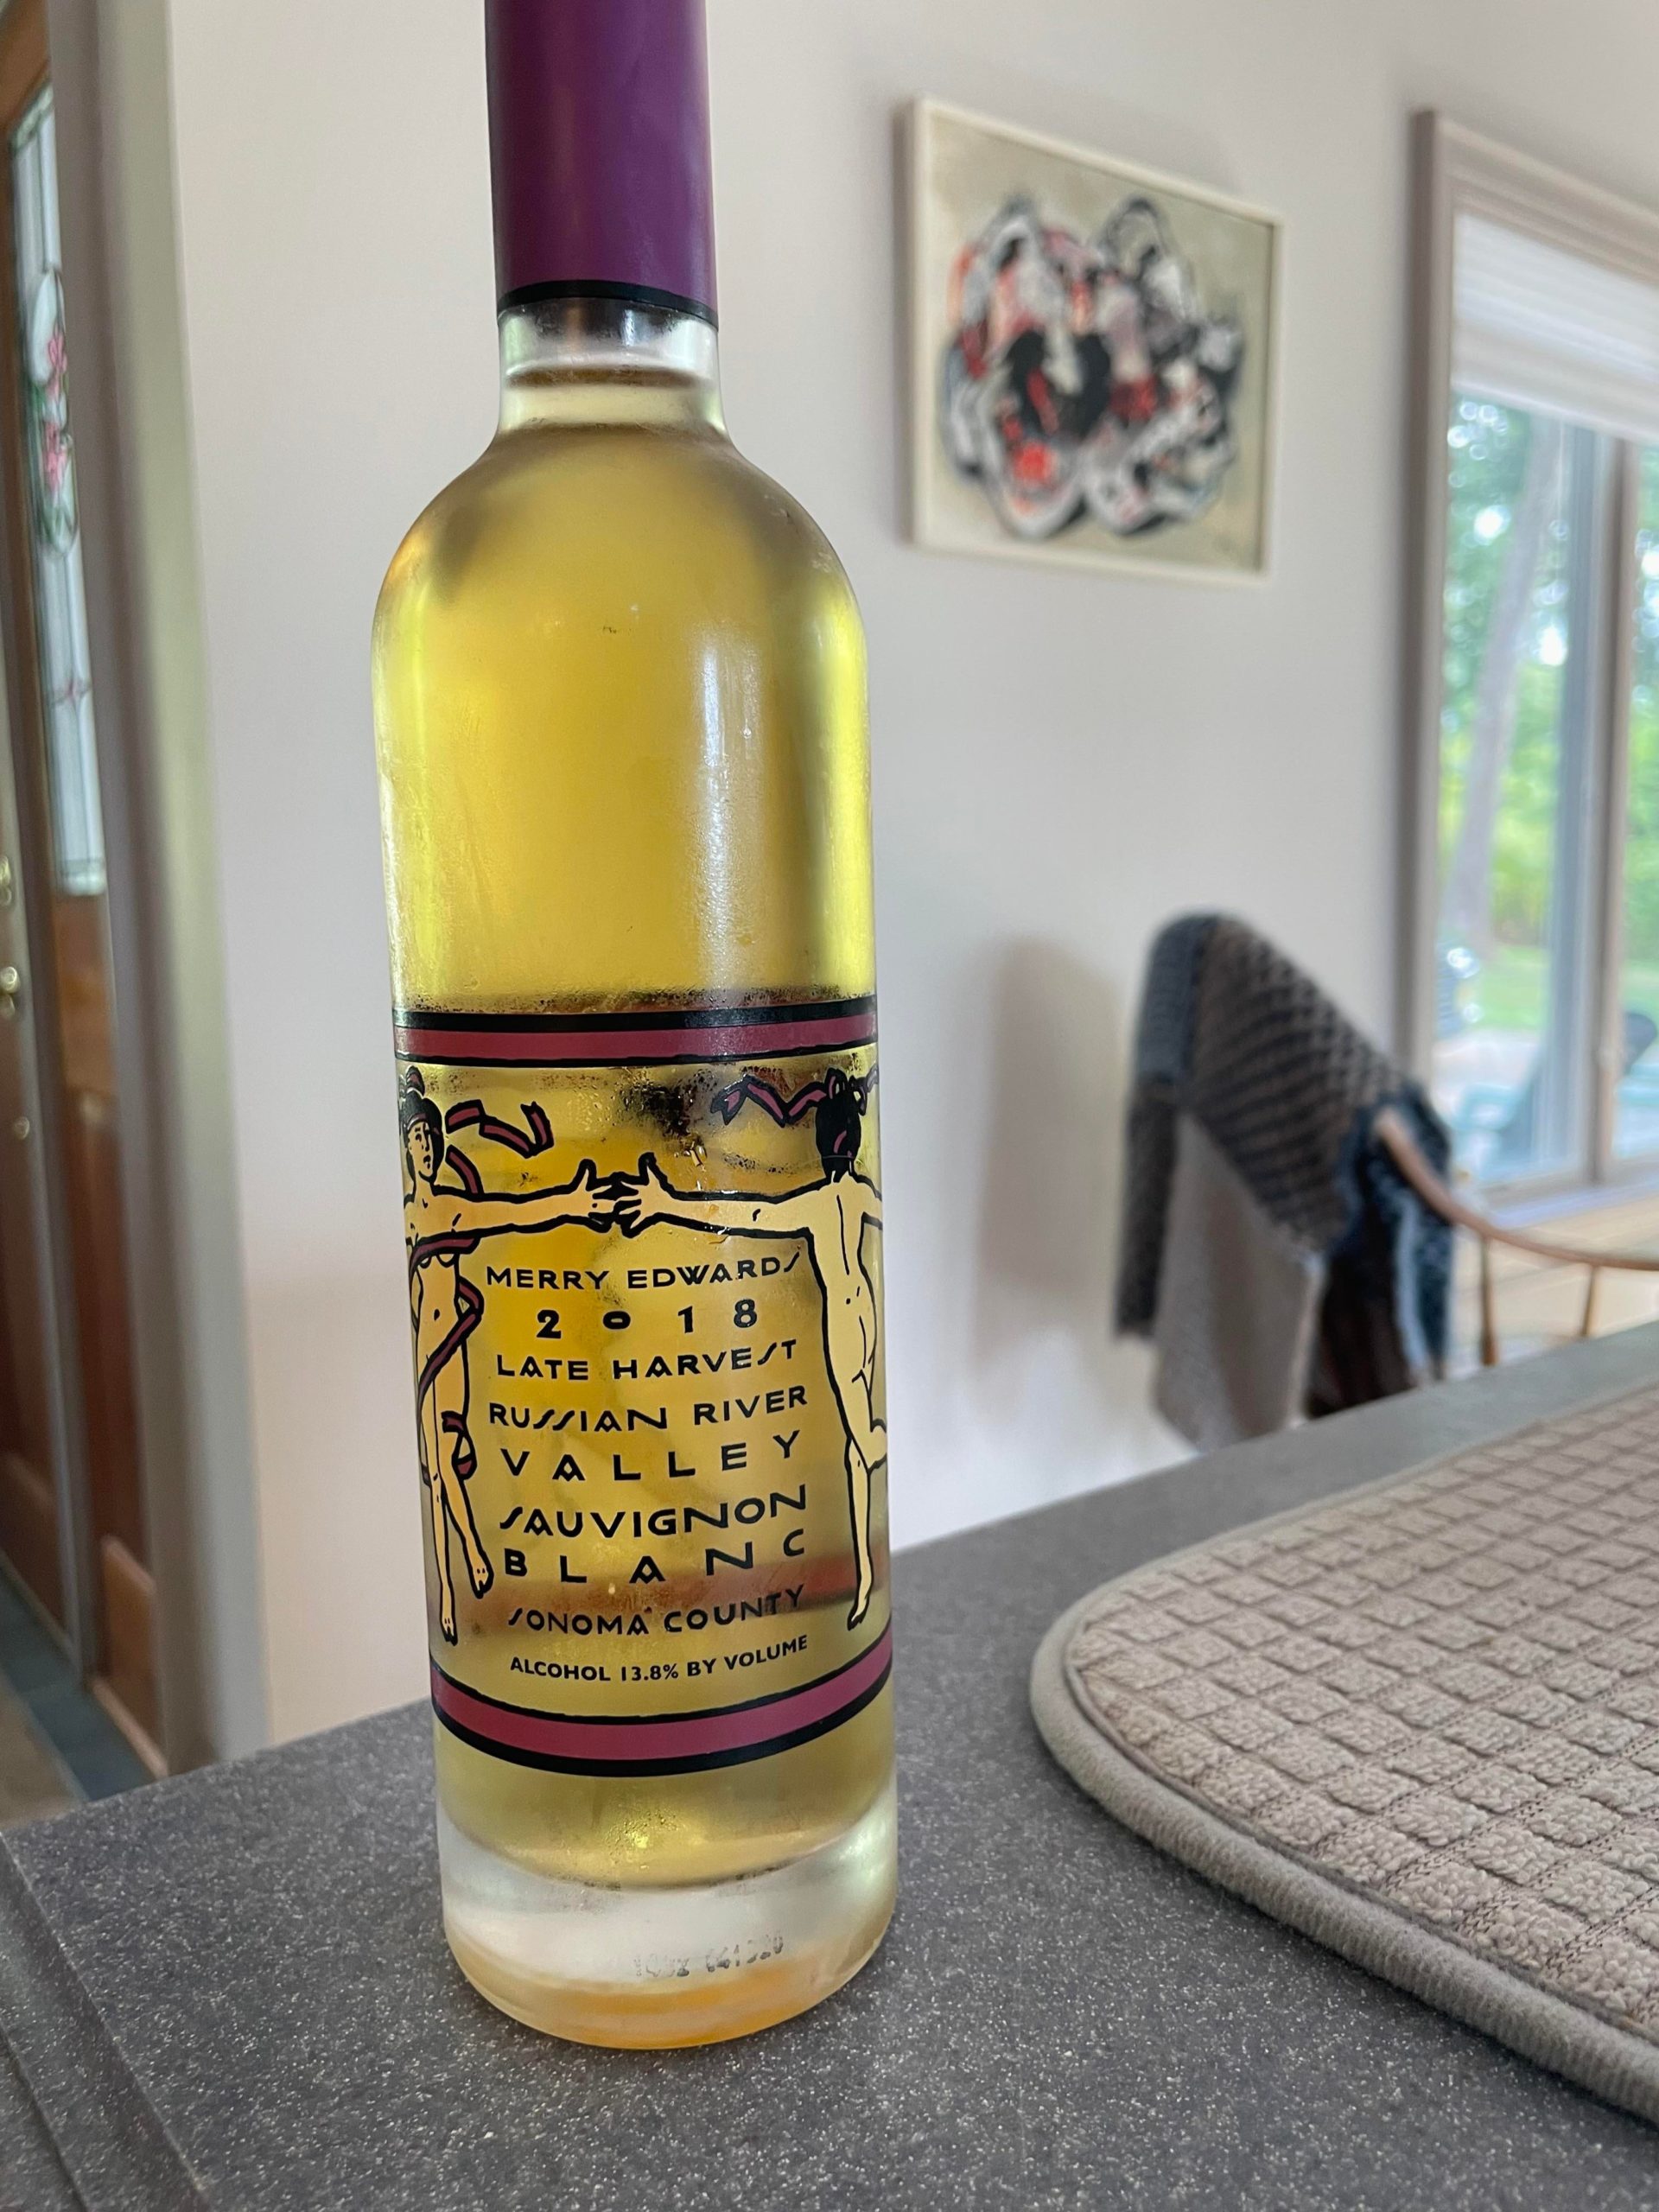 MERRY EDWARDS
2018
LATE HARVEST
RUSSIAN RIVER
VALLEY
SAUVIGNON
BLANC
SONOMA COUNTY
ALCOHOL 13.8% BY VOLUME